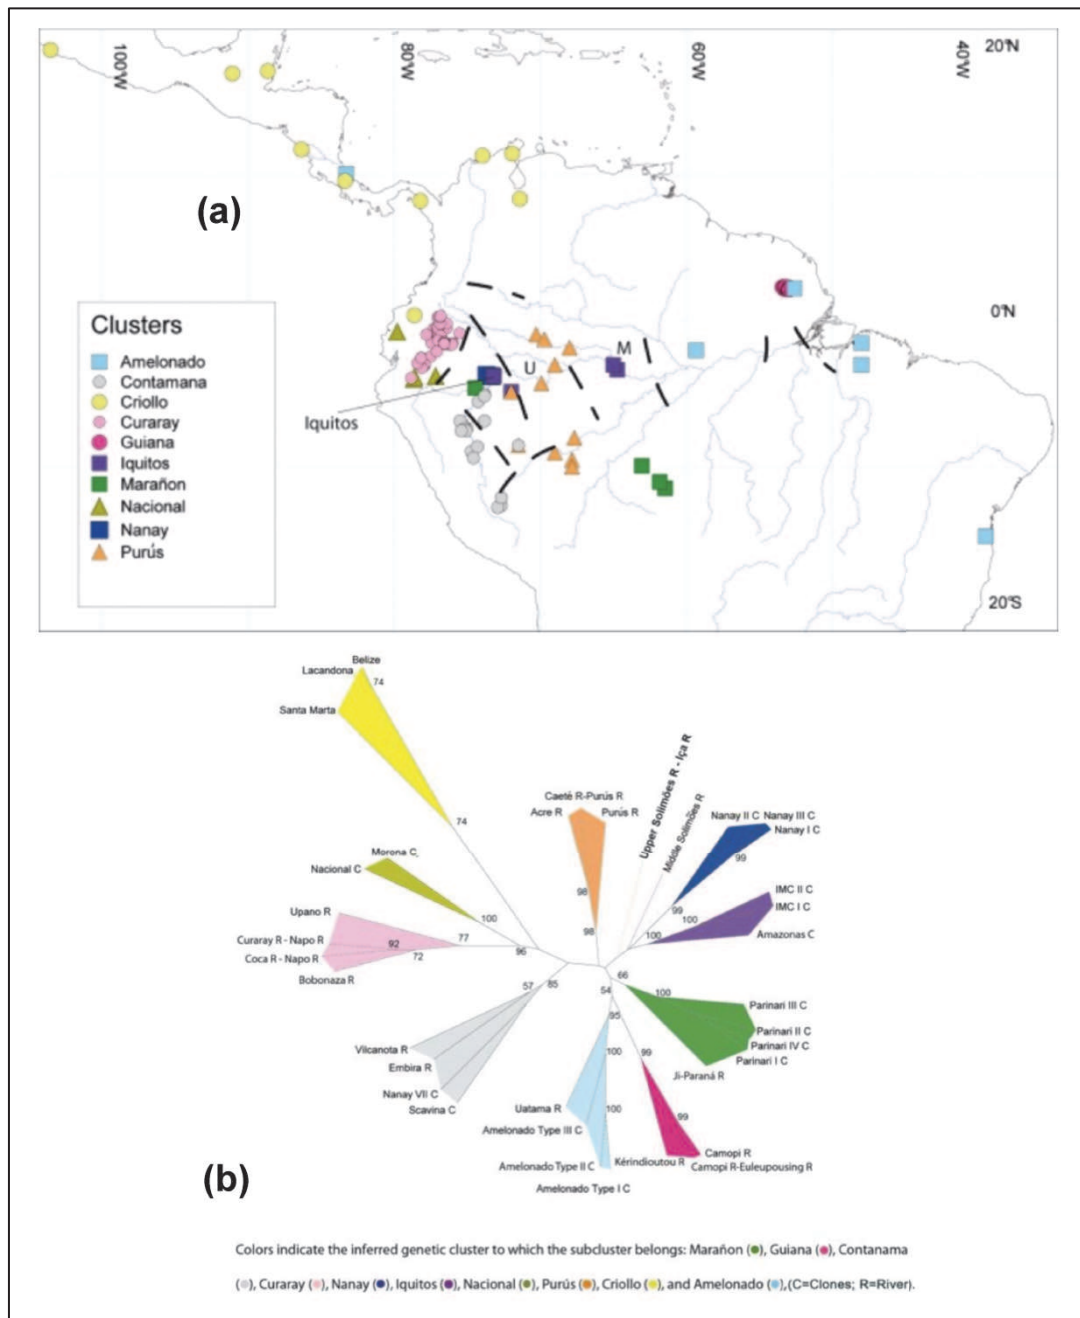 100°W
80°W
60°W
40°W
20°N
(a)
Clusters
Amelonado
Contamana
Criollo
Curaray
Guiana
Iquitos
Marañon
Nacional
Nanay
Purús
0°N
M
U
Iquitos
20°S
Belize
Lacandona
74
Santa Marta
74
Upper Solimões R - Iça R
Middle Solimões R
Caeté R-Purús R
Acre R
Purús R
Nanay II C Nanay III C
Nanay I C
99
Morona C.
Nacional C
98
IMC II C
IMC I C
99
100
Upano R
100
98
Amazonas C
Curaray R - Napo R
92
77
96
100
Coca R - Napo R
72
Bobonaza R
66
57
85
54
100
Parinari III C
95
Parinari II C
Vilcanota R
100
99
Parinari IV C
Embira R
Parinari I C
Ji-Paraná R
Nanay VII C
Scavina C
Uatama R
100
99
Amelonado Type III C
Camopi R
Kérindioutou R
Camopi R-Euleupousing R
Amelonado Type II C
(b)
Amelonado Type I C
Colors indicate the inferred genetic cluster to which the subcluster belongs: Marañon (), Guiana (), Contanama
(), Curaray (), Nanay (), Iquitos (), Nacional (), Purús (), Criollo (), and Amelonado (),(C=Clones; R=River).